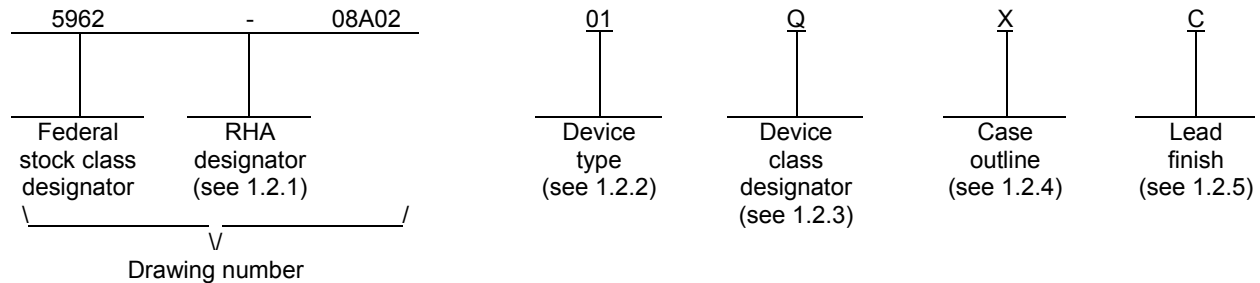 5962 - 08A02 01 Q X C
Federal stock class designator
RHA designator (see 1.2.1)
Device type (see 1.2.2)
Device class designator (see 1.2.3)
Case outline (see 1.2.4)
Lead finish (see 1.2.5)
\ /
\/
Drawing number